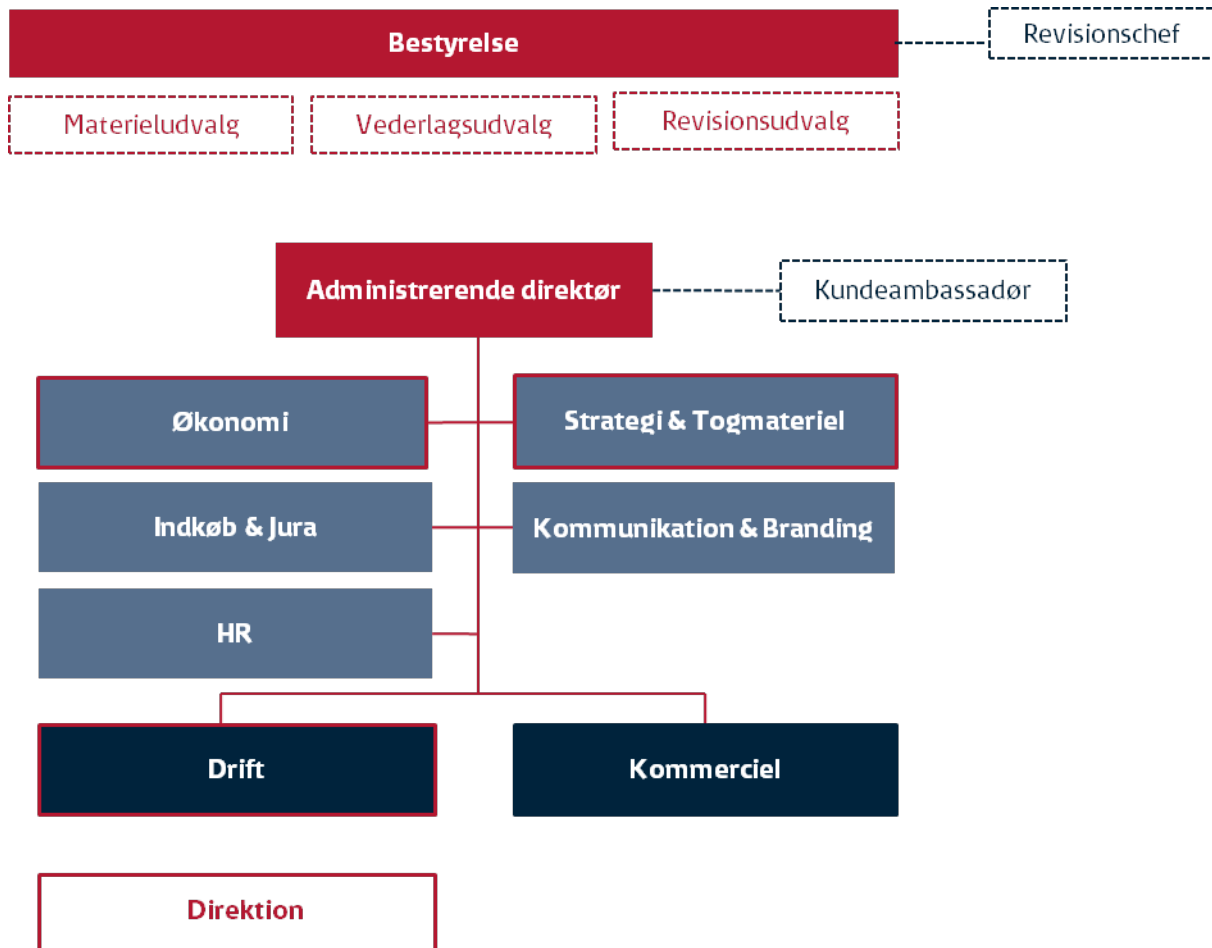 Bestyrelse
Revisionschef
Materieludvalg
Vederlagsudvalg
Revisionsudvalg
Administrerende direktør
Kundeambassadør
Økonomi
Strategi & Togmateriel
Indkøb & Jura
Kommunikation & Branding
HR
Drift
Kommerciel
Direktion